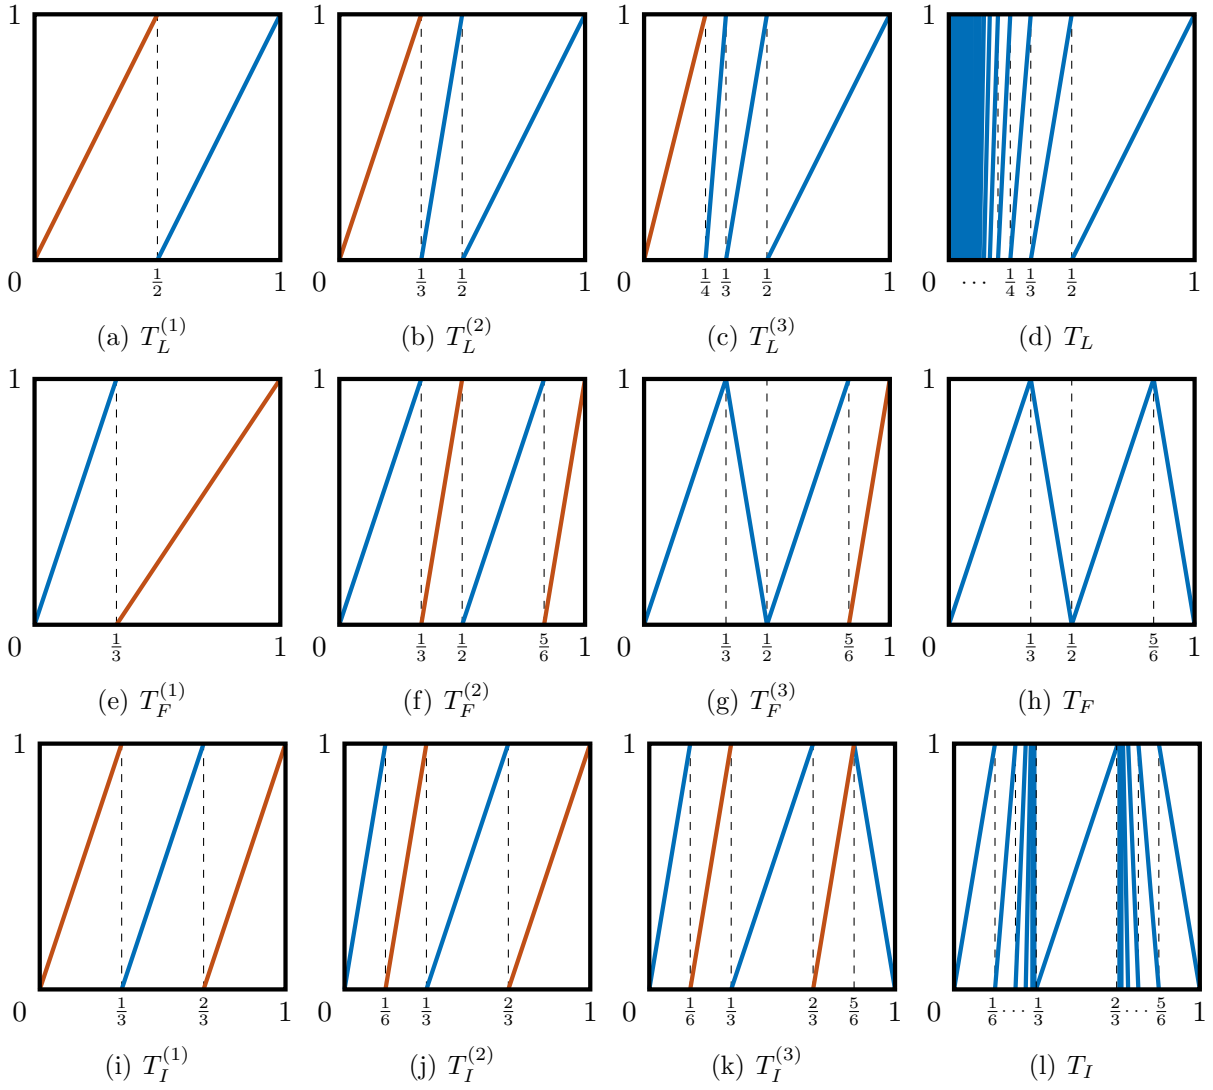 1 1 1 1
0 1/2 1 0 1/3 1/2 1 0 1/4 1/3 1/2 1 0 ⋯ 1/4 1/3 1/2 1
(a) T_L^{(1)} (b) T_L^{(2)} (c) T_L^{(3)} (d) T_L
1 1 1 1
0 1/3 1 0 1/3 1/2 5/6 1 0 1/3 1/2 5/6 1 0 1/3 1/2 5/6 1
(e) T_F^{(1)} (f) T_F^{(2)} (g) T_F^{(3)} (h) T_F
1 1 1 1
0 1/3 2/3 1 0 1/6 1/3 2/3 1 0 1/6 1/3 2/3 5/6 1 0 1/6 ⋯ 1/3 2/3 ⋯ 5/6 1
(i) T_I^{(1)} (j) T_I^{(2)} (k) T_I^{(3)} (l) T_I